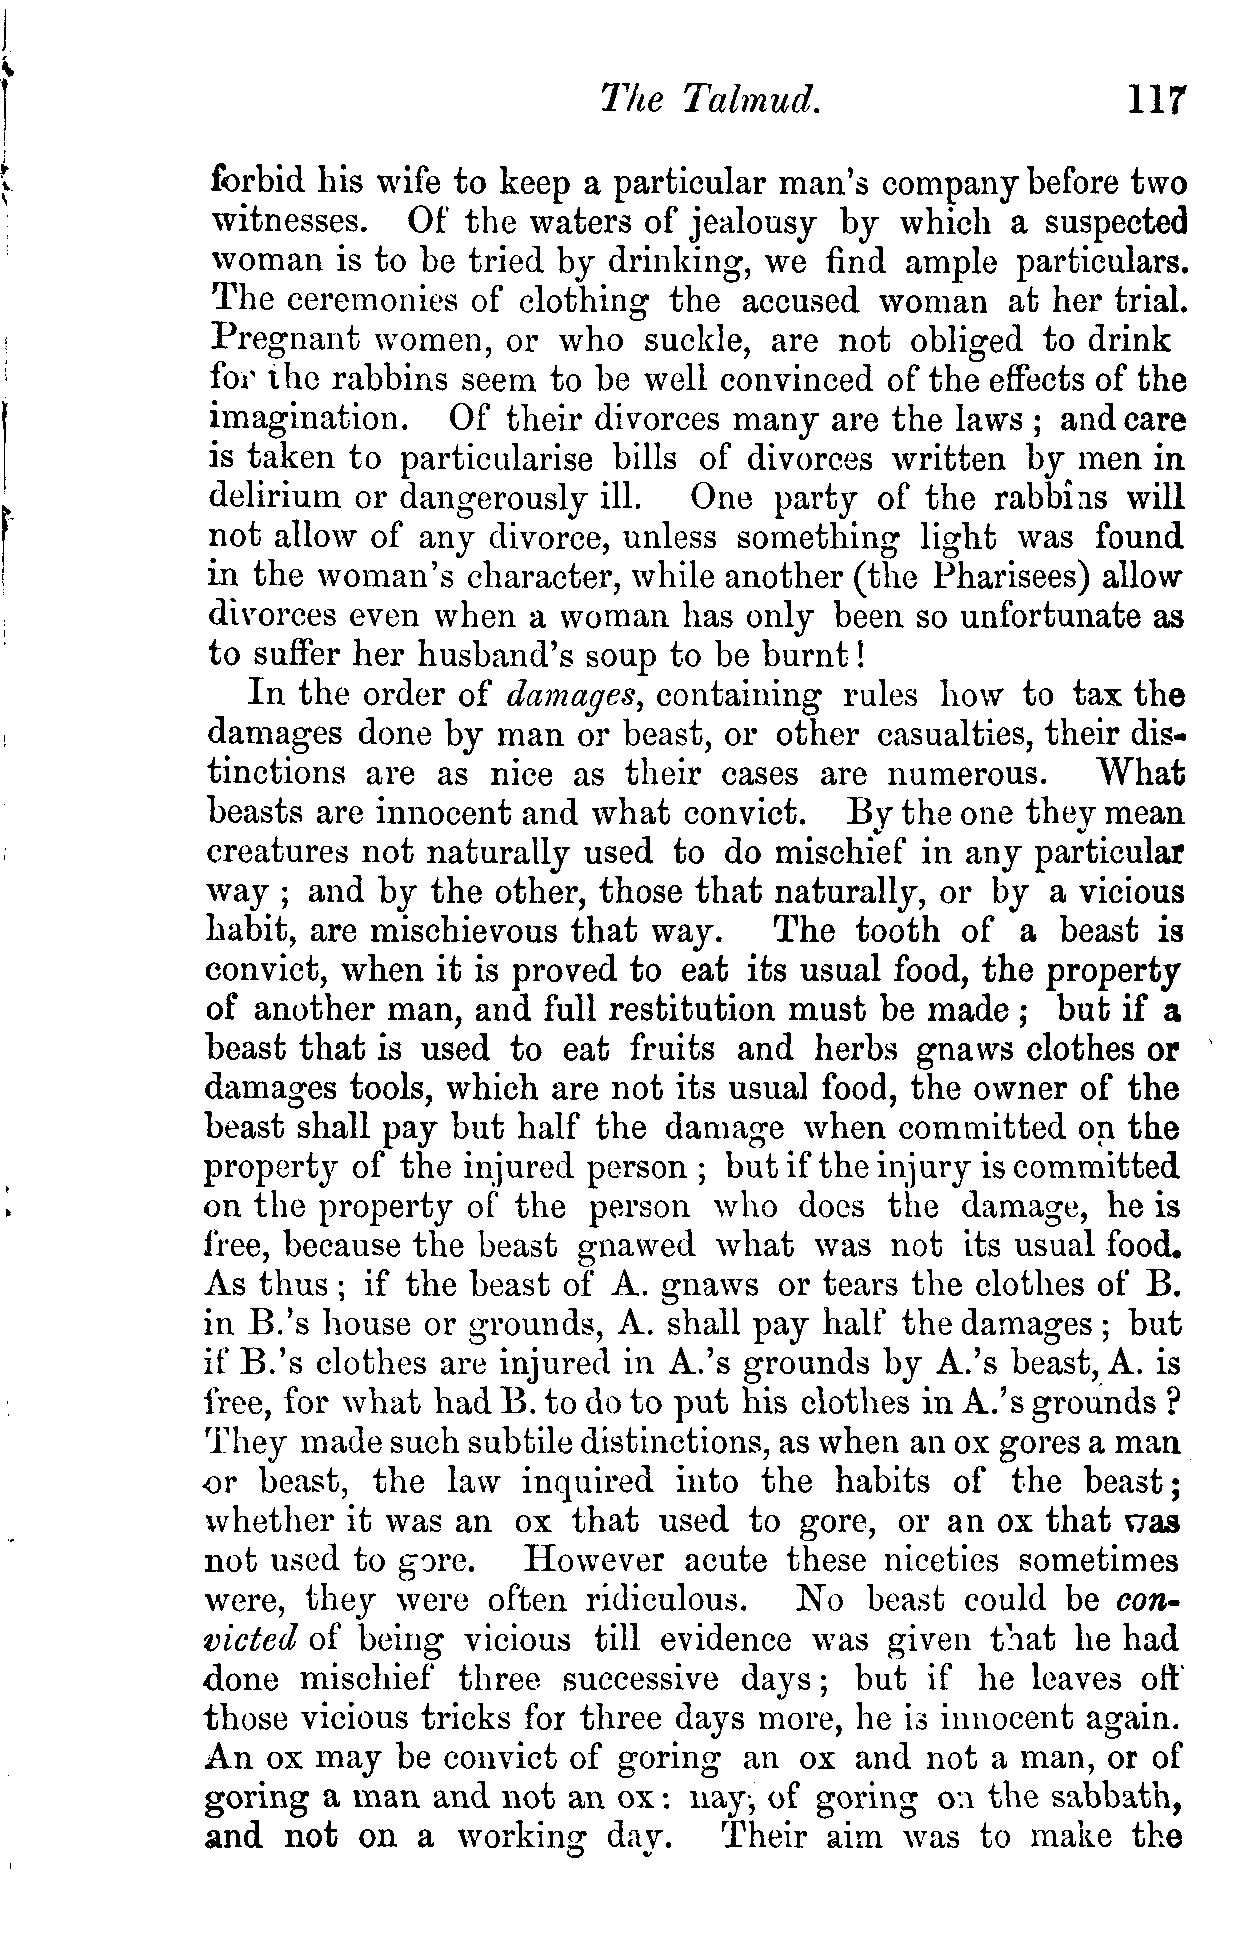 The Talmud. 117
forbid his wife to keep a particular man's company before two
witnesses. Of the waters of jealousy by which a suspected
woman is to be tried by drinking, we find ample particulars.
The ceremonies of clothing the accused woman at her trial.
Pregnant women, or who suckle, are not obliged to drink
for the rabbins seem to be well convinced of the effects of the
imagination. Of their divorces many are the laws; and care
is taken to particularise bills of divorces written by men in
delirium or dangerously ill. One party of the rabbins will
not allow of any divorce, unless something light was found
in the woman's character, while another (the Pharisees) allow
divorces even when a woman has only been so unfortunate as
to suffer her husband's soup to be burnt!
In the order of damages, containing rules how to tax the
damages done by man or beast, or other casualties, their dis-
tinctions are as nice as their cases are numerous. What
beasts are innocent and what convict. By the one they mean
creatures not naturally used to do mischief in any particular
way; and by the other, those that naturally, or by a vicious
habit, are mischievous that way. The tooth of a beast is
convict, when it is proved to eat its usual food, the property
of another man, and full restitution must be made; but if a
beast that is used to eat fruits and herbs gnaws clothes or
damages tools, which are not its usual food, the owner of the
beast shall pay but half the damage when committed on the
property of the injured person; but if the injury is committed
on the property of the person who does the damage, he is
free, because the beast gnawed what was not its usual food.
As thus; if the beast of A. gnaws or tears the clothes of B.
in B.'s house or grounds, A. shall pay half the damages; but
if B.'s clothes are injured in A.'s grounds by A.'s beast, A. is
free, for what had B. to do to put his clothes in A.'s grounds?
They made such subtile distinctions, as when an ox gores a man
or beast, the law inquired into the habits of the beast;
whether it was an ox that used to gore, or an ox that was
not used to gore. However acute these niceties sometimes
were, they were often ridiculous. No beast could be con-
victed of being vicious till evidence was given that he had
done mischief three successive days; but if he leaves off
those vicious tricks for three days more, he is innocent again.
An ox may be convict of goring an ox and not a man, or of
goring a man and not an ox: nay, of goring on the sabbath,
and not on a working day. Their aim was to make the